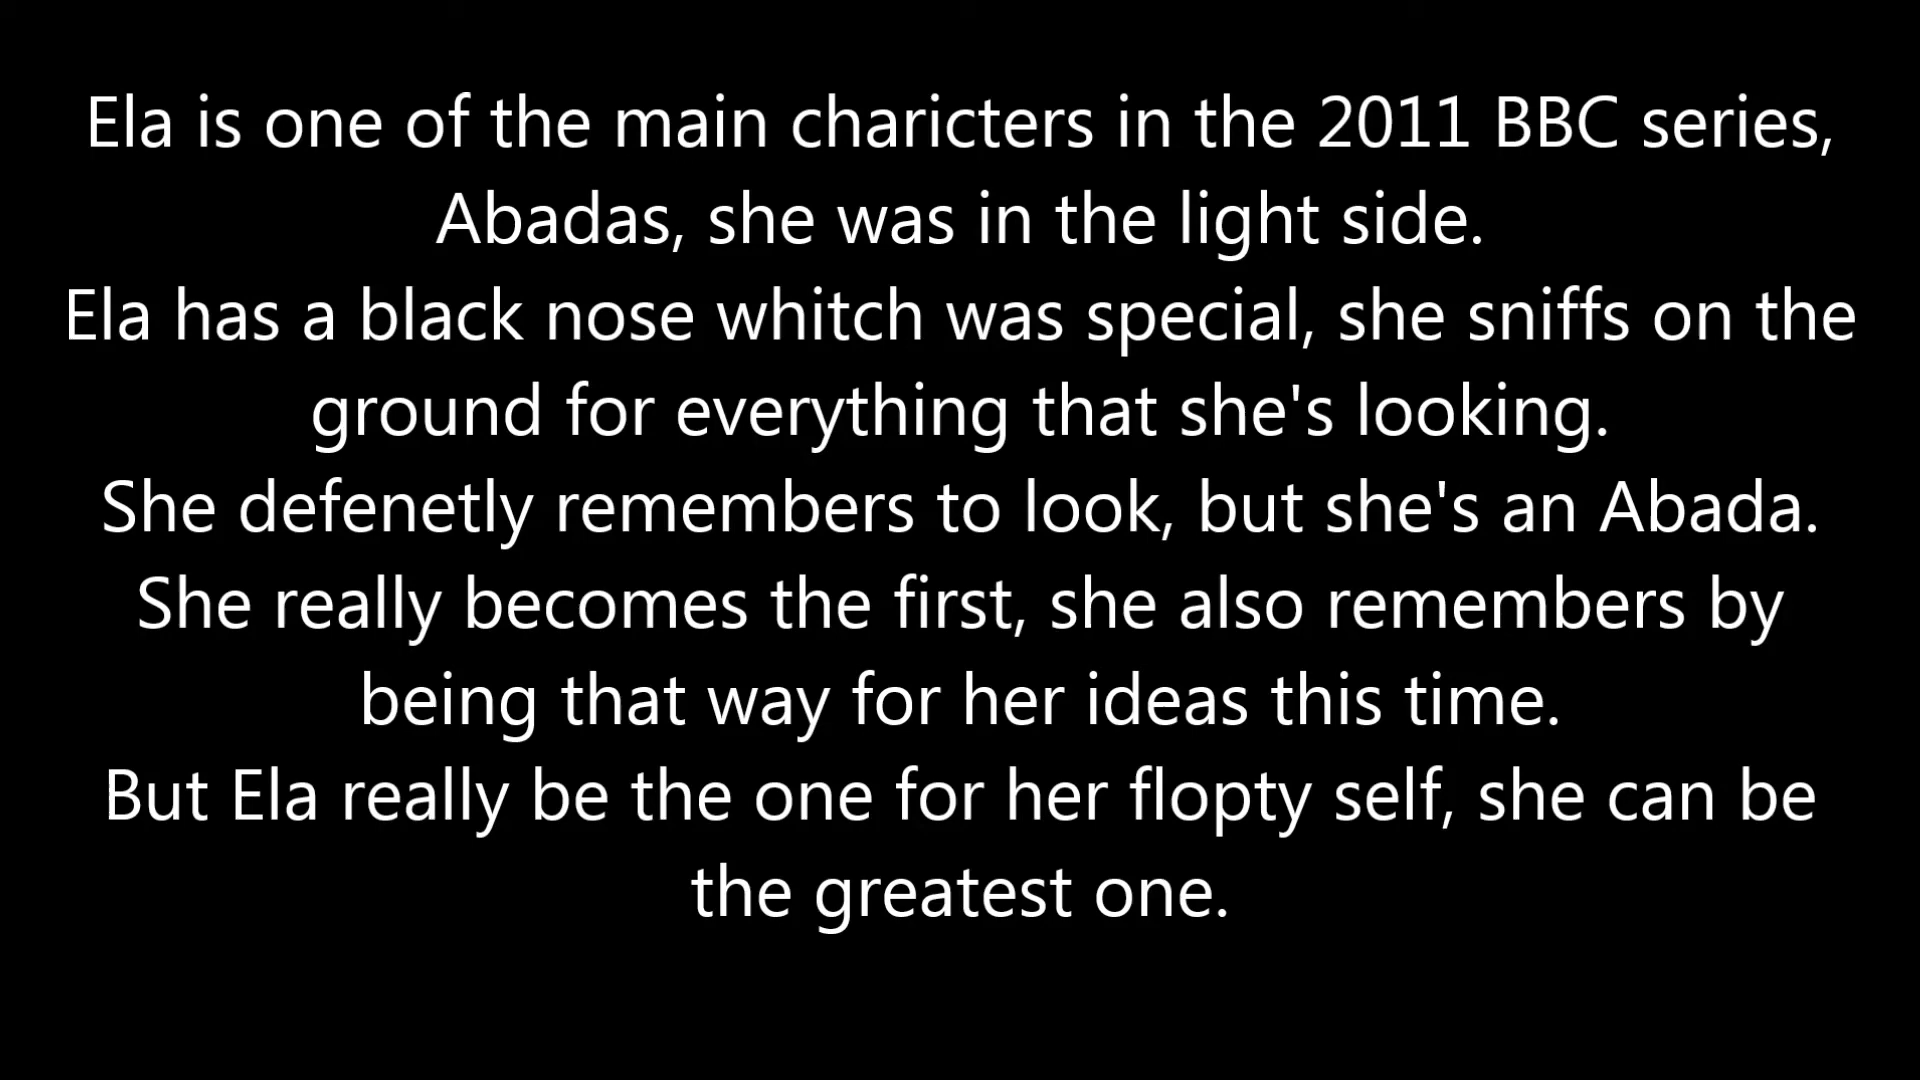 Ela is one of the main charicters in the 2011 BBC series,
Abadas, she was in the light side.
Ela has a black nose whitch was special, she sniffs on the
ground for everything that she's looking.
She defenetly remembers to look, but she's an Abada.
She really becomes the first, she also remembers by
being that way for her ideas this time.
But Ela really be the one for her flopty self, she can be
the greatest one.